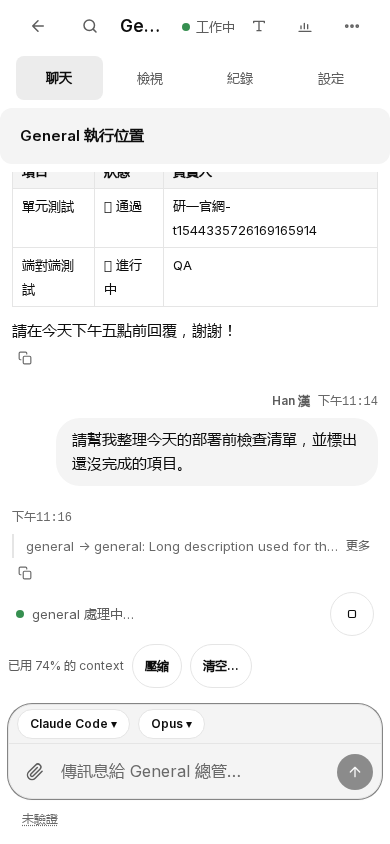 Ge...
工作中
聊天
檢視
紀錄
設定
General 執行位置
項目 狀態 負責人
單元測試 通過 研一官網-
t1544335726169165914
端對端測 進行 QA
試 中
請在今天下午五點前回覆，謝謝！
Han 漢 下午11:14
請幫我整理今天的部署前檢查清單，並標出
還沒完成的項目。
下午11:16
general → general: Long description used for th... 更多
general 處理中...
已用 74% 的 context 壓縮 清空...
Claude Code ▾ Opus ▾
傳訊息給 General 總管...
未驗證